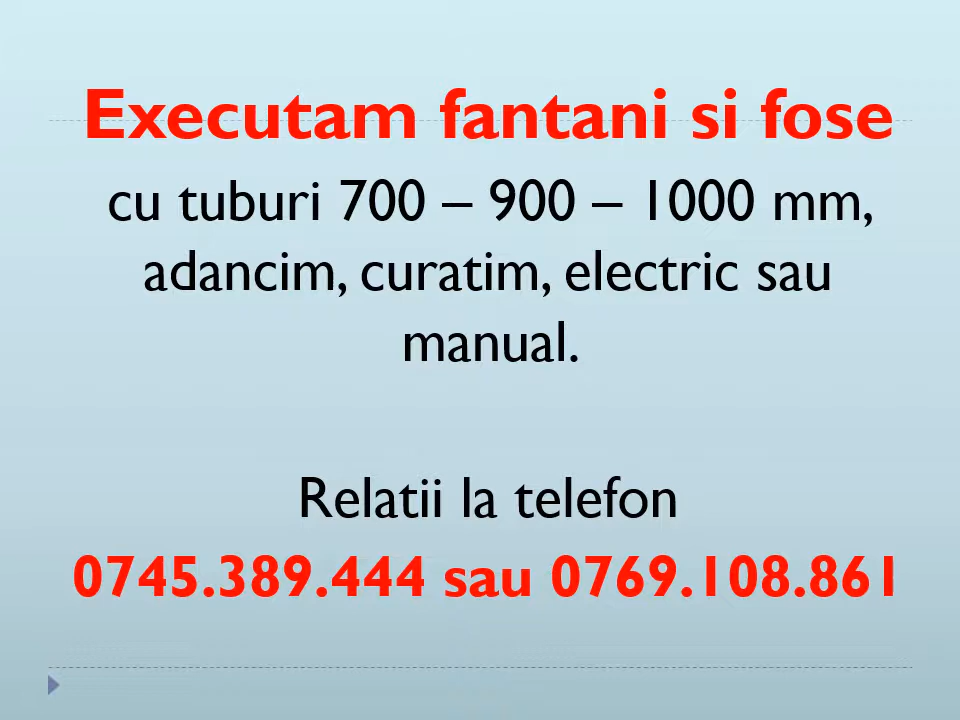 Executam fantani si fose
cu tuburi 700 – 900 – 1000 mm,
adancim, curatim, electric sau
manual.
Relatii la telefon
0745.389.444 sau 0769.108.861